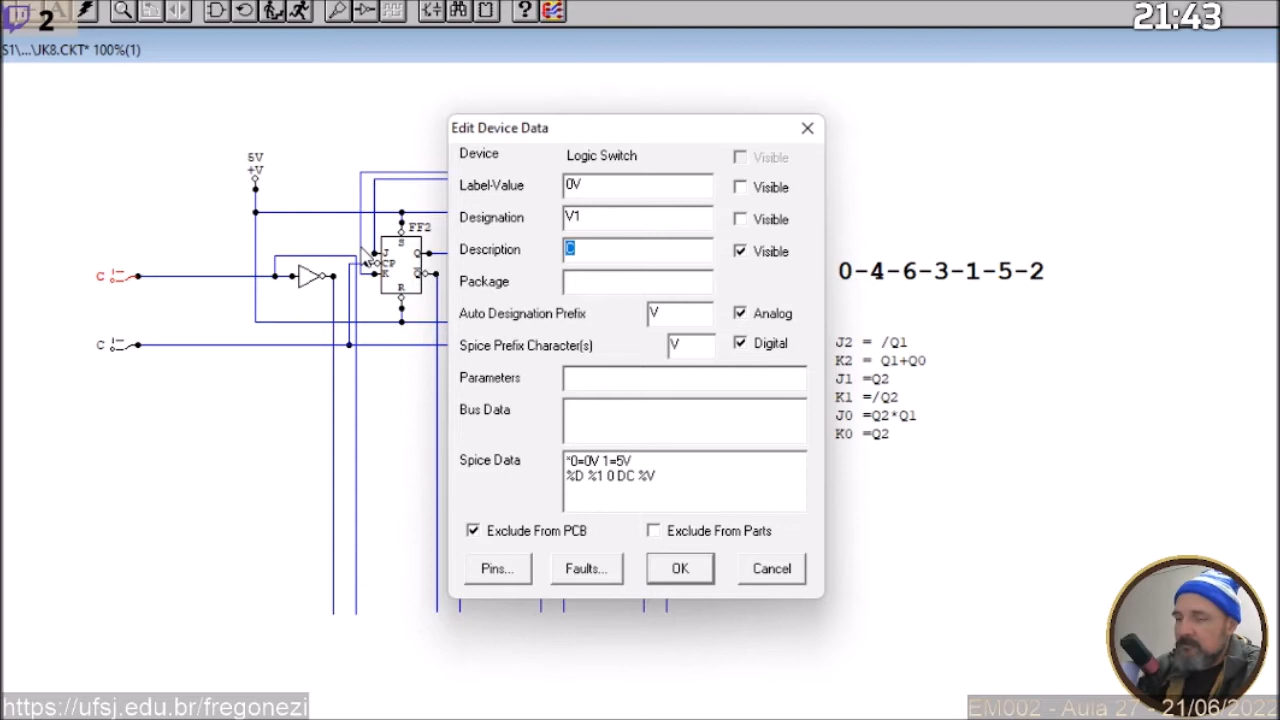 2
21:43
S1\...\JK8.CKT* 100%(1)
Edit Device Data
Device Logic Switch Visible
Label-Value 0V Visible
Designation V1 Visible
Description C Visible
Package
Auto Designation Prefix V Analog
Spice Prefix Character(s) V Digital
Parameters
Bus Data
Spice Data *0=0V 1=5V
%D %1 0 DC %V
Exclude From PCB Exclude From Parts
Pins... Faults... OK Cancel
5V
+V
FF2
S
J Q
CP
K Q
R
C
C
0-4-6-3-1-5-2
J2 = /Q1
K2 = Q1+Q0
J1 =Q2
K1 =/Q2
J0 =Q2*Q1
K0 =Q2
https://ufsj.edu.br/fregonezi
EM002 - Aula 27 - 21/06/2022